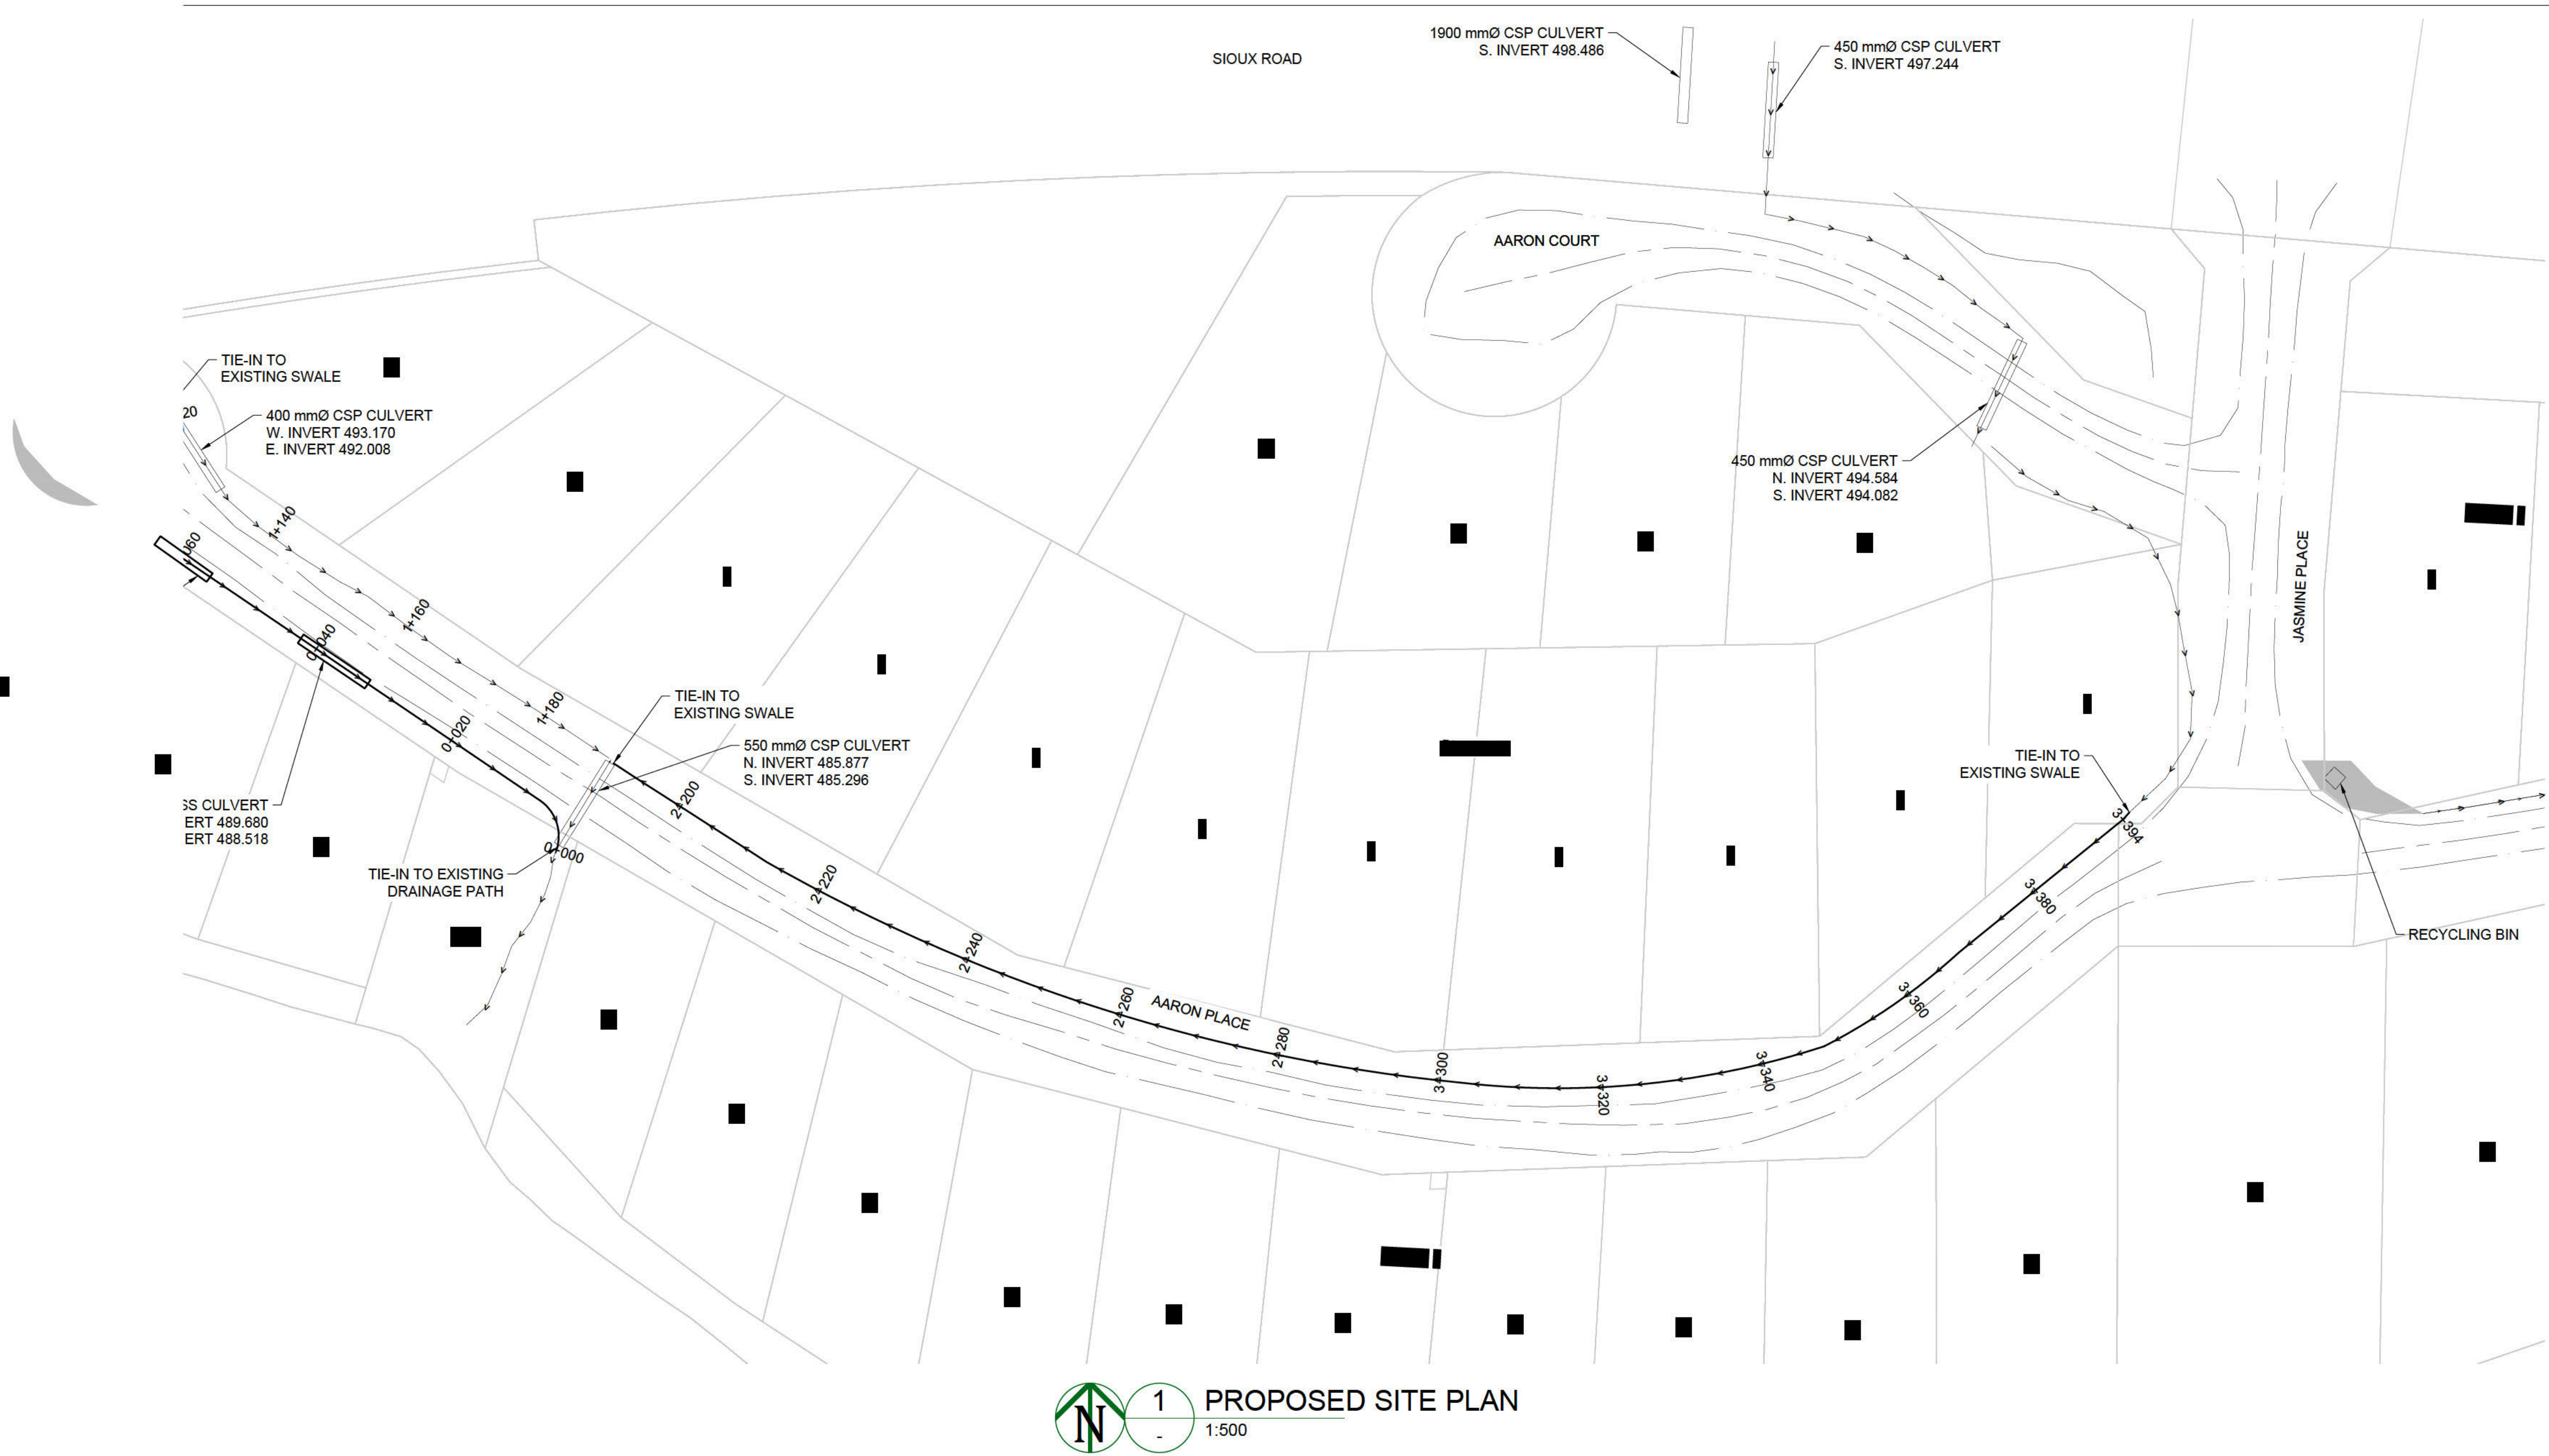 SIOUX ROAD
1900 mmØ CSP CULVERT
S. INVERT 498.486
450 mmØ CSP CULVERT
S. INVERT 497.244
AARON COURT
TIE-IN TO
EXISTING SWALE
20
400 mmØ CSP CULVERT
W. INVERT 493.170
E. INVERT 492.008
450 mmØ CSP CULVERT
N. INVERT 494.584
S. INVERT 494.082
1+140
060
JASMINE PLACE
1+160
0+040
1+180
0+020
TIE-IN TO
EXISTING SWALE
550 mmØ CSP CULVERT
N. INVERT 485.877
S. INVERT 485.296
TIE-IN TO
EXISTING SWALE
SS CULVERT
ERT 489.680
ERT 488.518
2+200
3+394
0+000
TIE-IN TO EXISTING
DRAINAGE PATH
2+220
3+380
RECYCLING BIN
2+240
2+260
AARON PLACE
3+360
2+280
3+300
3+320
3+340
N
1
-
PROPOSED SITE PLAN
1:500